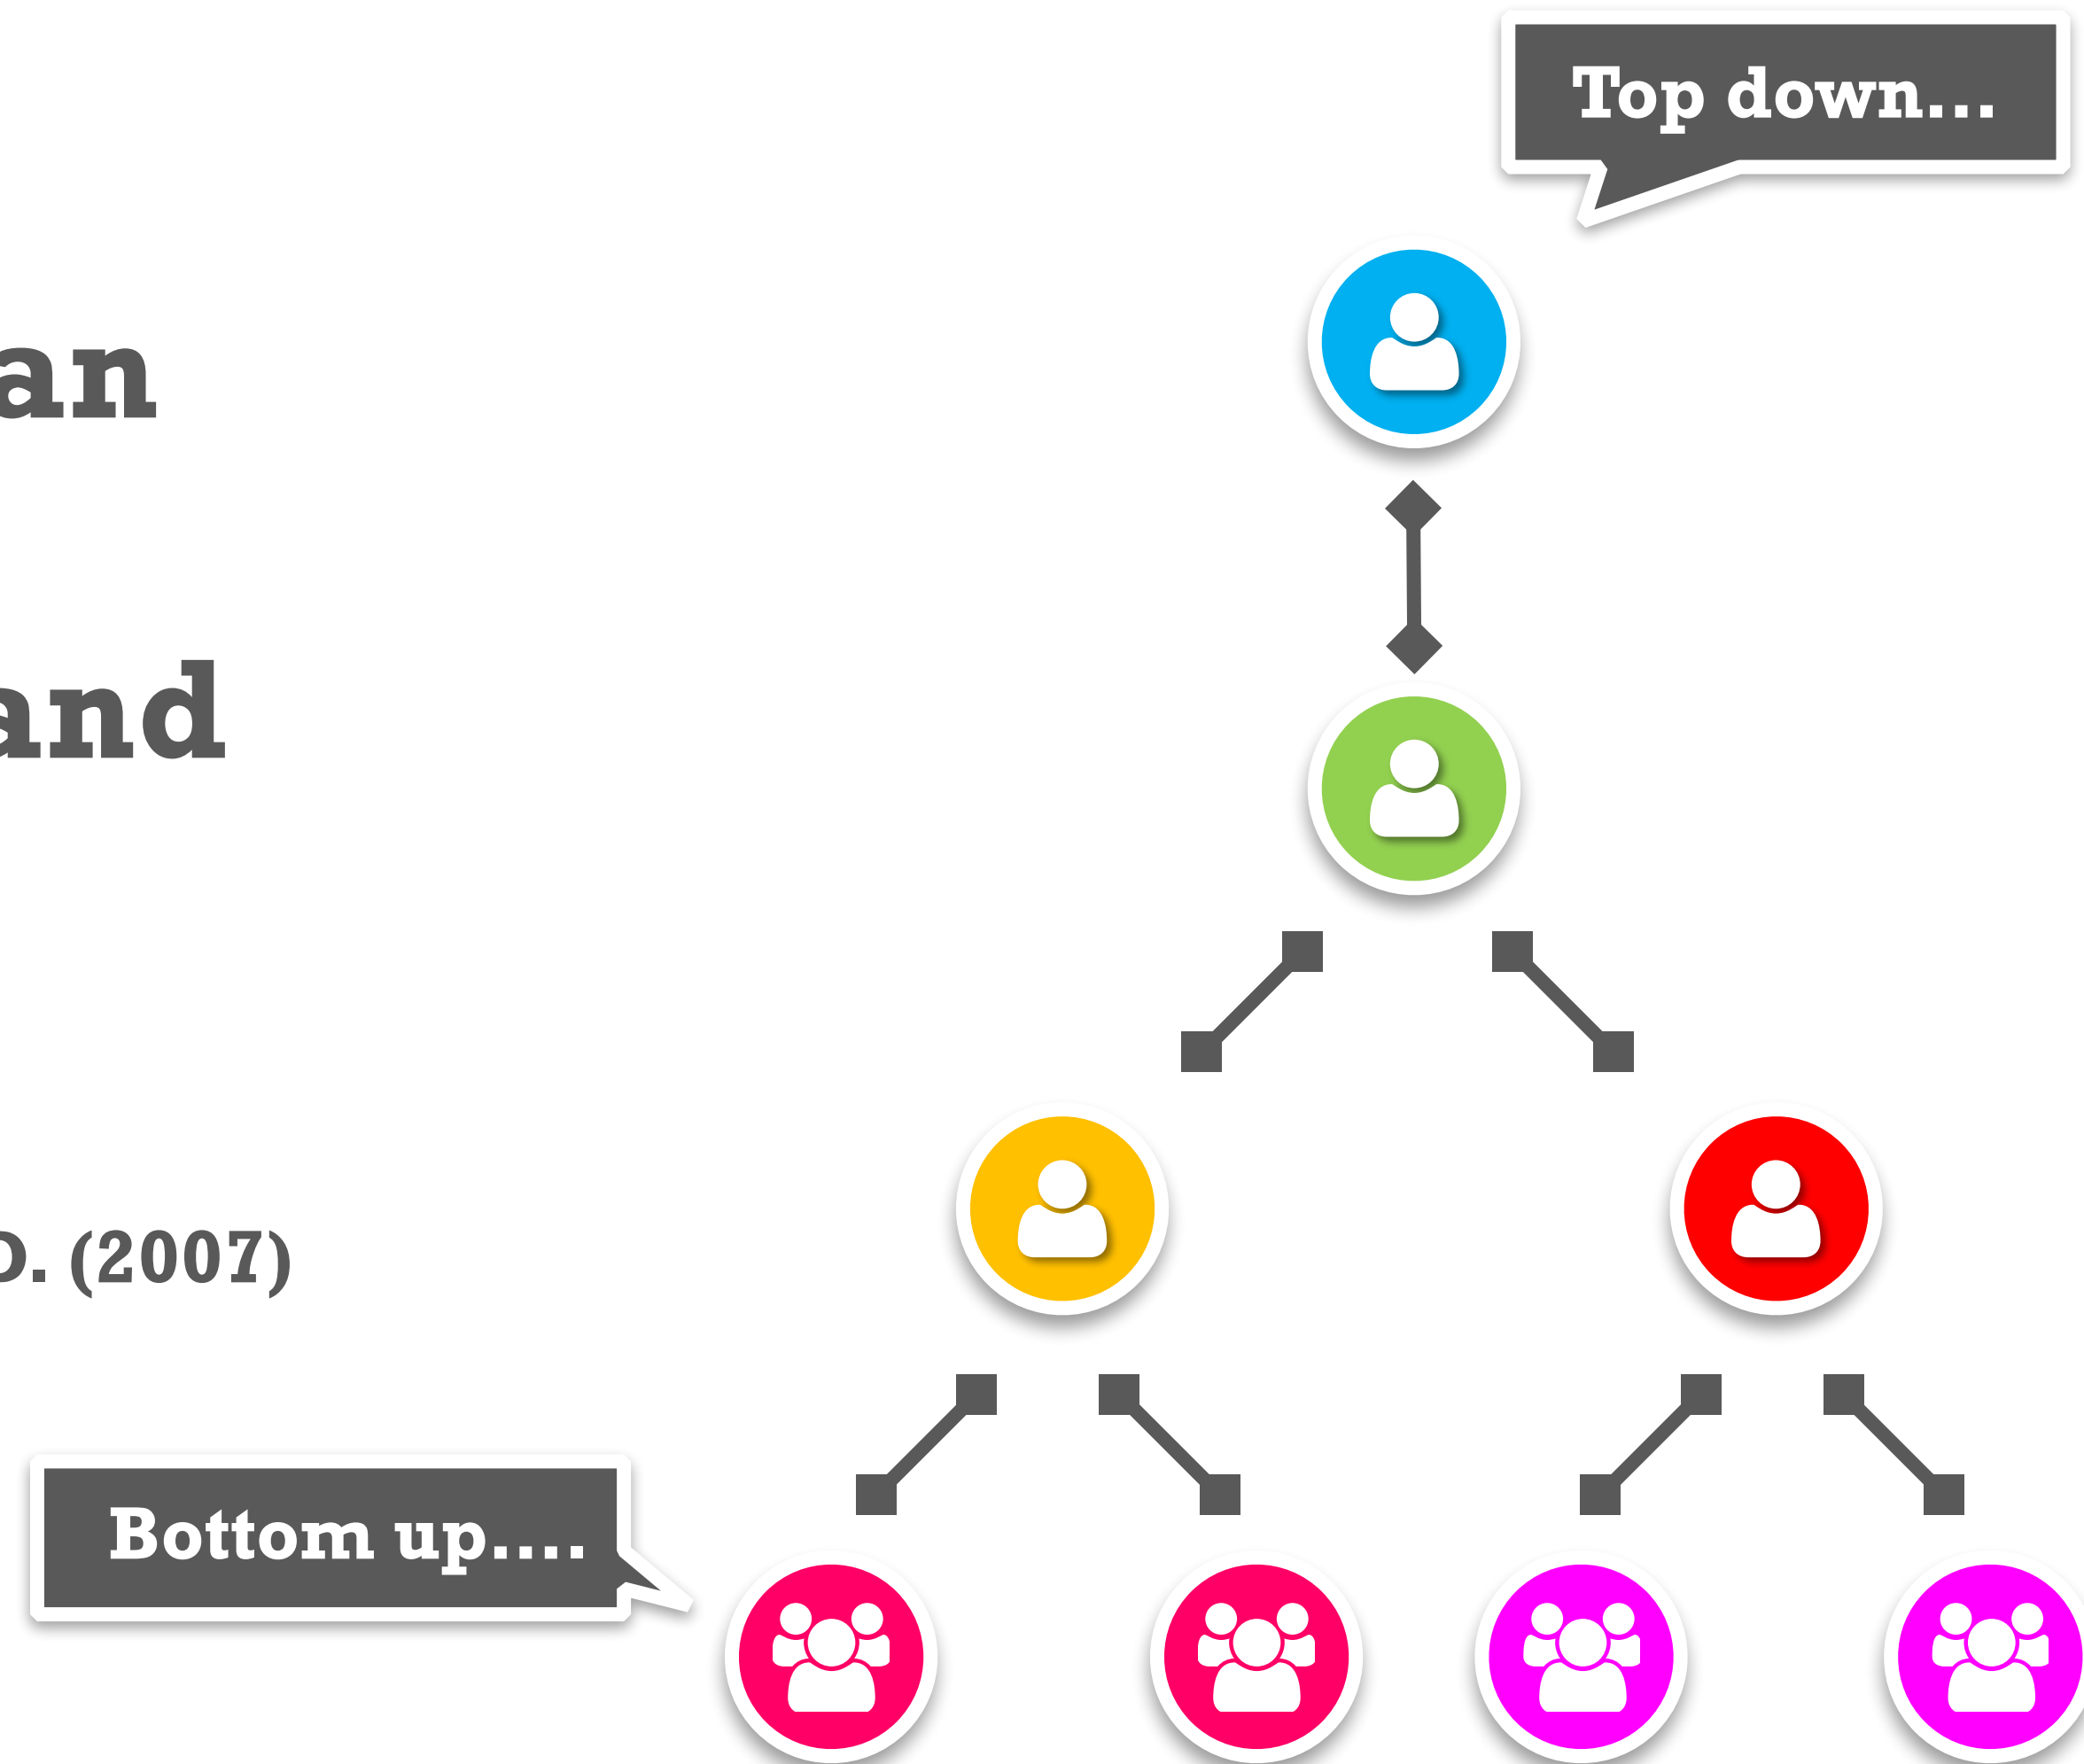 Top down...
an
and
D. (2007)
Bottom up....